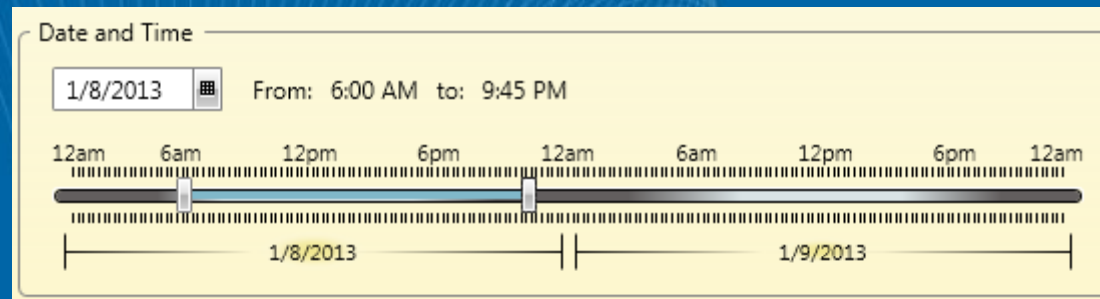 Date and Time
1/8/2013 From: 6:00 AM to: 9:45 PM
12am 6am 12pm 6pm 12am 6am 12pm 6pm 12am
1/8/2013 1/9/2013